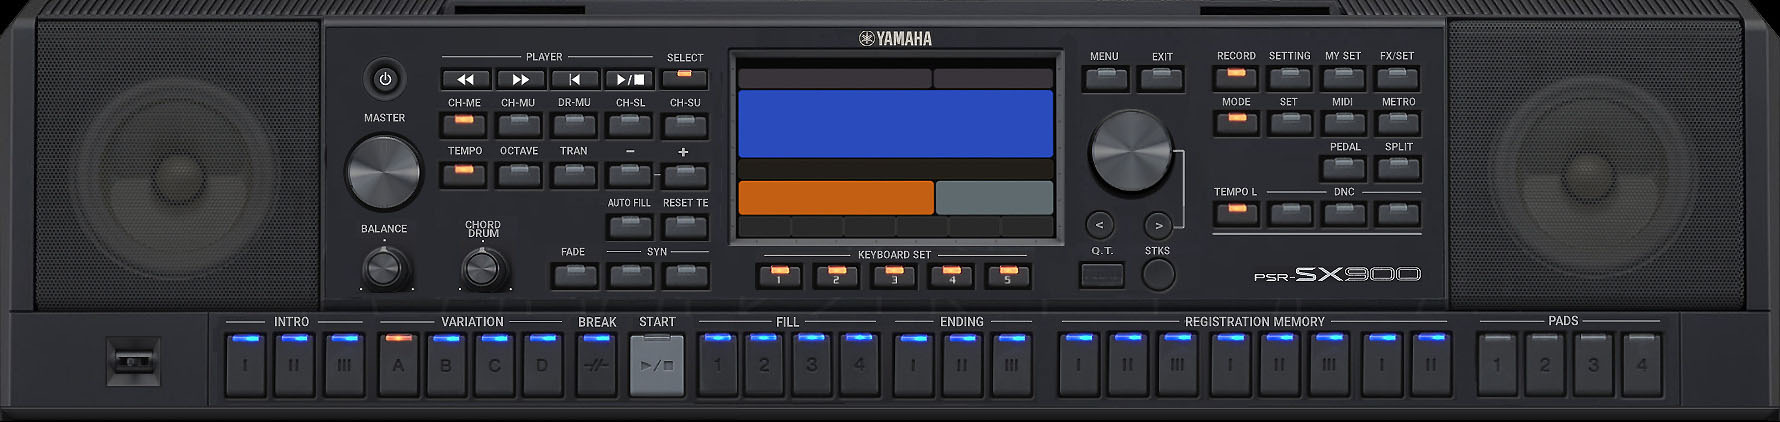 YAMAHA
PLAYER
SELECT
MENU
EXIT
RECORD
SETTING
MY SET
FX/SET
CH-ME
CH-MU
DR-MU
CH-SL
CH-SU
MODE
SET
MIDI
METRO
MASTER
TEMPO
OCTAVE
TRAN
-
+
PEDAL
SPLIT
AUTO FILL
RESET TE
TEMPO L
DNC
BALANCE
CHORD
DRUM
<
>
Q.T.
STKS
FADE
SYN
KEYBOARD SET
1 2 3 4 5
PSR-SX900
INTRO
VARIATION
BREAK
START
FILL
ENDING
REGISTRATION MEMORY
PADS
I II III
A B C D
-//-
1 2 3 4
I II III
I II III I II III I II
1 2 3 4